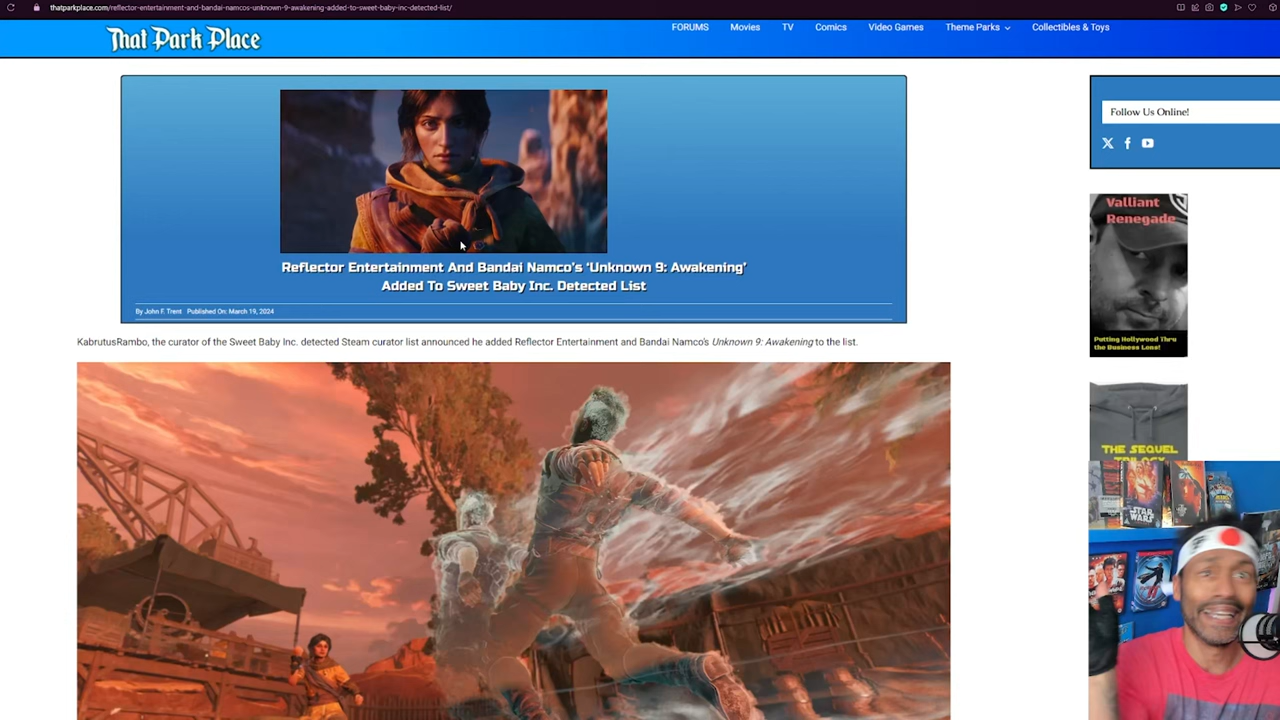 thatparkplace.com/reflector-entertainment-and-bandai-namcos-unknown-9-awakening-added-to-sweet-baby-inc-detected-list/
That Park Place
FORUMS Movies TV Comics Video Games Theme Parks Collectibles & Toys
Follow Us Online!
Reflector Entertainment And Bandai Namco's 'Unknown 9: Awakening'
Added To Sweet Baby Inc. Detected List
By John F. Trent Published On: March 19, 2024
KabrutusRambo, the curator of the Sweet Baby Inc. detected Steam curator list announced he added Reflector Entertainment and Bandai Namco's Unknown 9: Awakening to the list.
Valliant
Renegade
Putting Hollywood Thru
the Business Lens!
THE SEQUEL
STAR
WARS